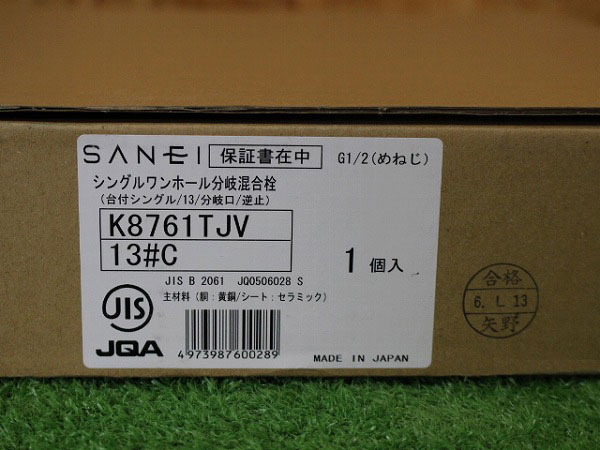 SANEI 保証書在中 G1/2(めねじ)
シングルワンホール分岐混合栓
(台付シングル/13/分岐口/逆止)
K8761TJV
13#C
1個入
JIS B 2061 JQ0506028 S
主材料(胴:黄銅/シート:セラミック)
JIS
JQA
4973987600289
MADE IN JAPAN
合格
6.1.13
矢野